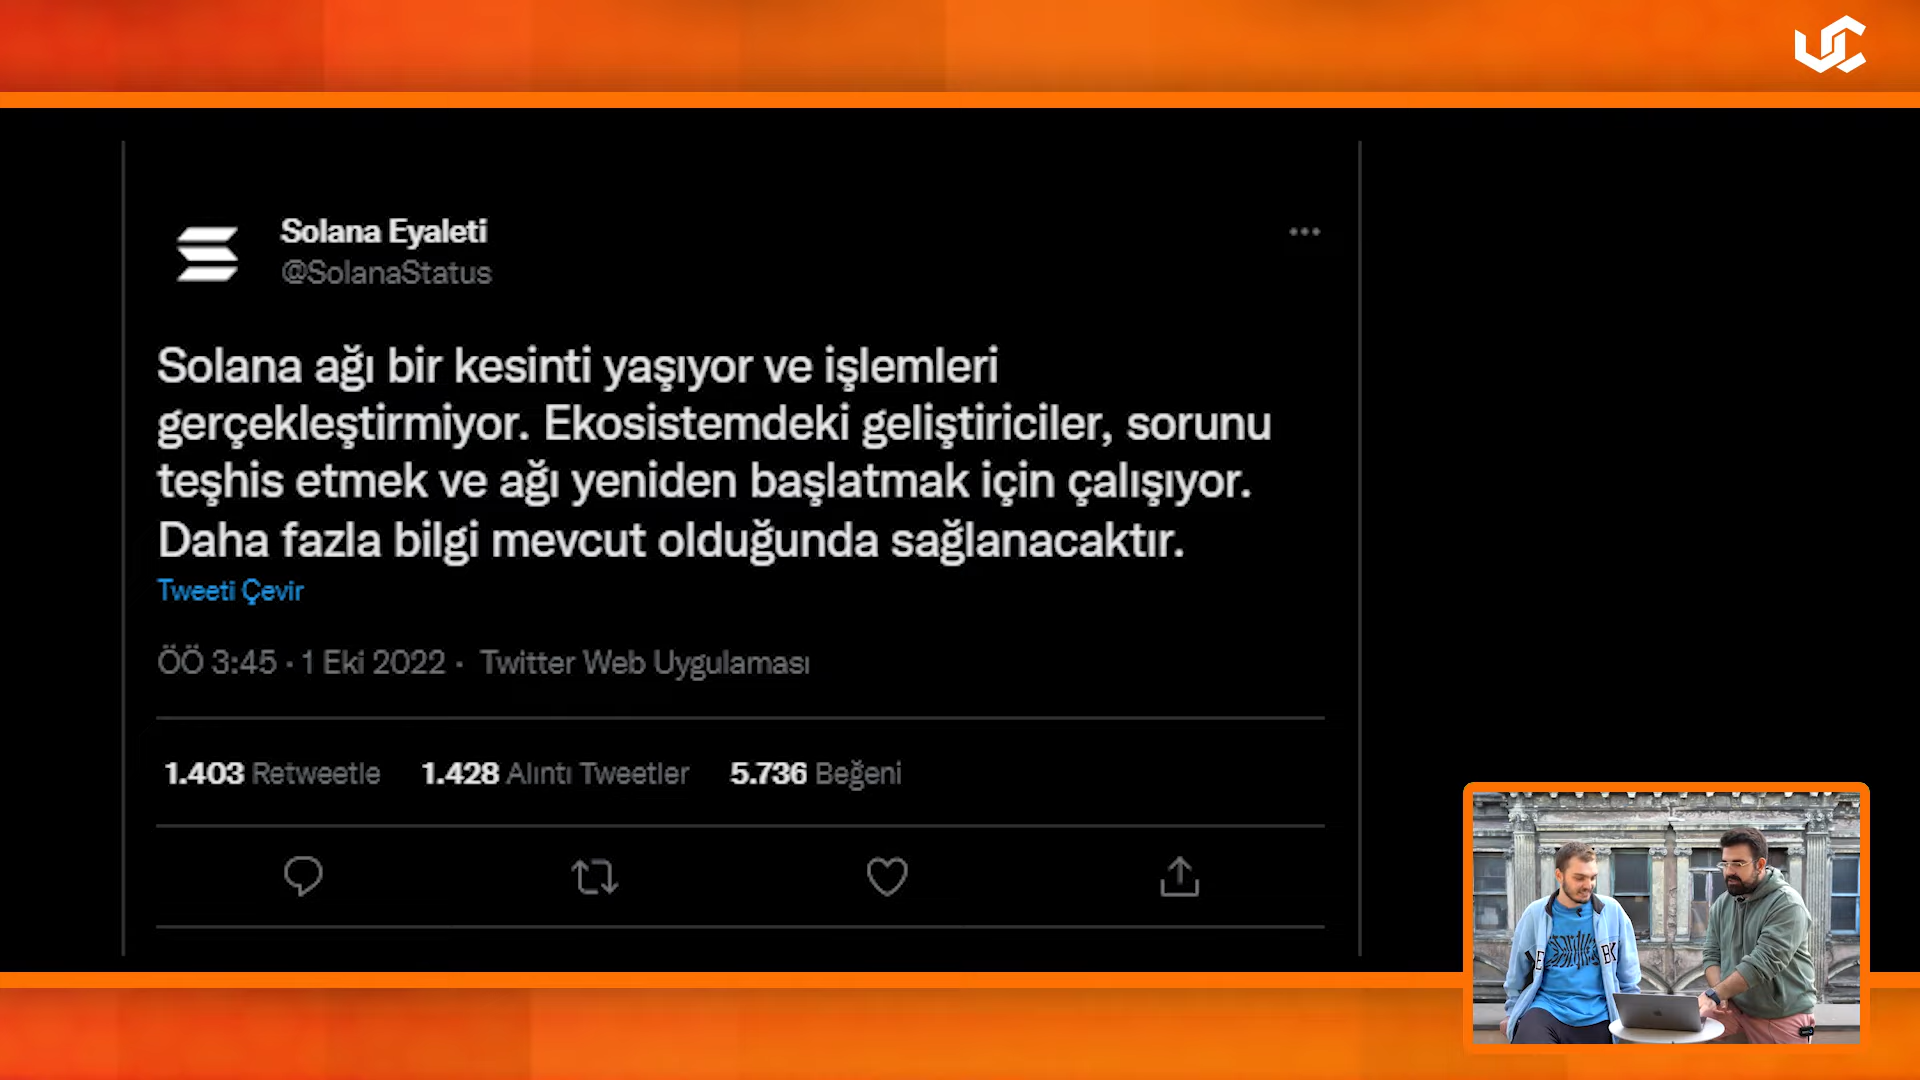 Solana Eyaleti
@SolanaStatus
Solana ağı bir kesinti yaşıyor ve işlemleri
gerçekleştirmiyor. Ekosistemdeki geliştiriciler, sorunu
teşhis etmek ve ağı yeniden başlatmak için çalışıyor.
Daha fazla bilgi mevcut olduğunda sağlanacaktır.
Tweeti Çevir
ÖÖ 3:45 · 1 Eki 2022 · Twitter Web Uygulaması
1.403 Retweetle 1.428 Alıntı Tweetler 5.736 Beğeni